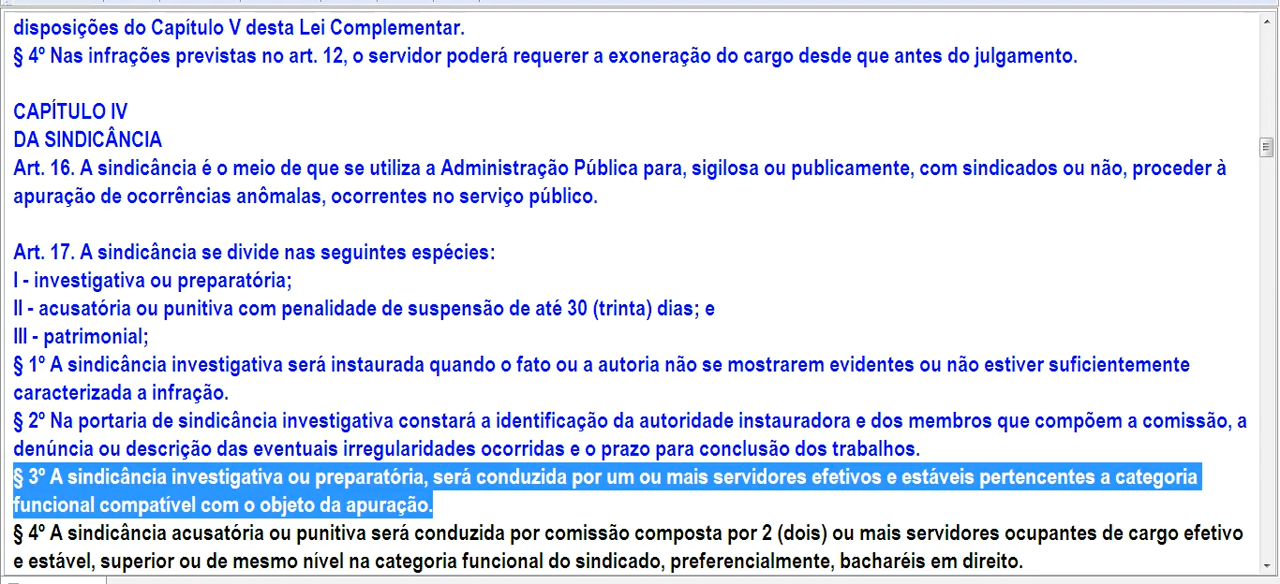 disposições do Capítulo V desta Lei Complementar.
§ 4º Nas infrações previstas no art. 12, o servidor poderá requerer a exoneração do cargo desde que antes do julgamento.
CAPÍTULO IV
DA SINDICÂNCIA
Art. 16. A sindicância é o meio de que se utiliza a Administração Pública para, sigilosa ou publicamente, com sindicados ou não, proceder à
apuração de ocorrências anômalas, ocorrentes no serviço público.
Art. 17. A sindicância se divide nas seguintes espécies:
I - investigativa ou preparatória;
II - acusatória ou punitiva com penalidade de suspensão de até 30 (trinta) dias; e
III - patrimonial;
§ 1º A sindicância investigativa será instaurada quando o fato ou a autoria não se mostrarem evidentes ou não estiver suficientemente
caracterizada a infração.
§ 2º Na portaria de sindicância investigativa constará a identificação da autoridade instauradora e dos membros que compõem a comissão, a
denúncia ou descrição das eventuais irregularidades ocorridas e o prazo para conclusão dos trabalhos.
§ 3º A sindicância investigativa ou preparatória, será conduzida por um ou mais servidores efetivos e estáveis pertencentes a categoria
funcional compatível com o objeto da apuração.
§ 4º A sindicância acusatória ou punitiva será conduzida por comissão composta por 2 (dois) ou mais servidores ocupantes de cargo efetivo
e estável, superior ou de mesmo nível na categoria funcional do sindicado, preferencialmente, bacharéis em direito.